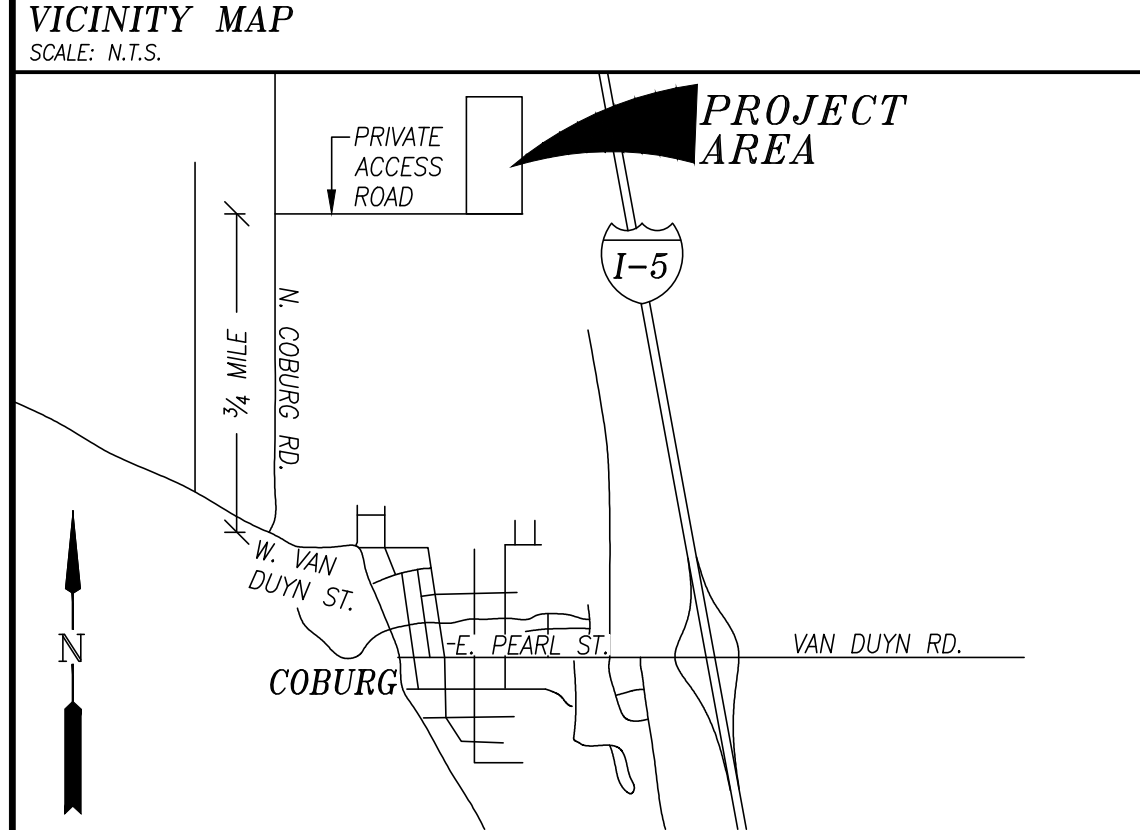 VICINITY MAP
SCALE: N.T.S.
PROJECT
AREA
PRIVATE
ACCESS
ROAD
I-5
N. COBURG RD.
3/4 MILE
W. VAN
DUYN ST.
N
E. PEARL ST.
VAN DUYN RD.
COBURG